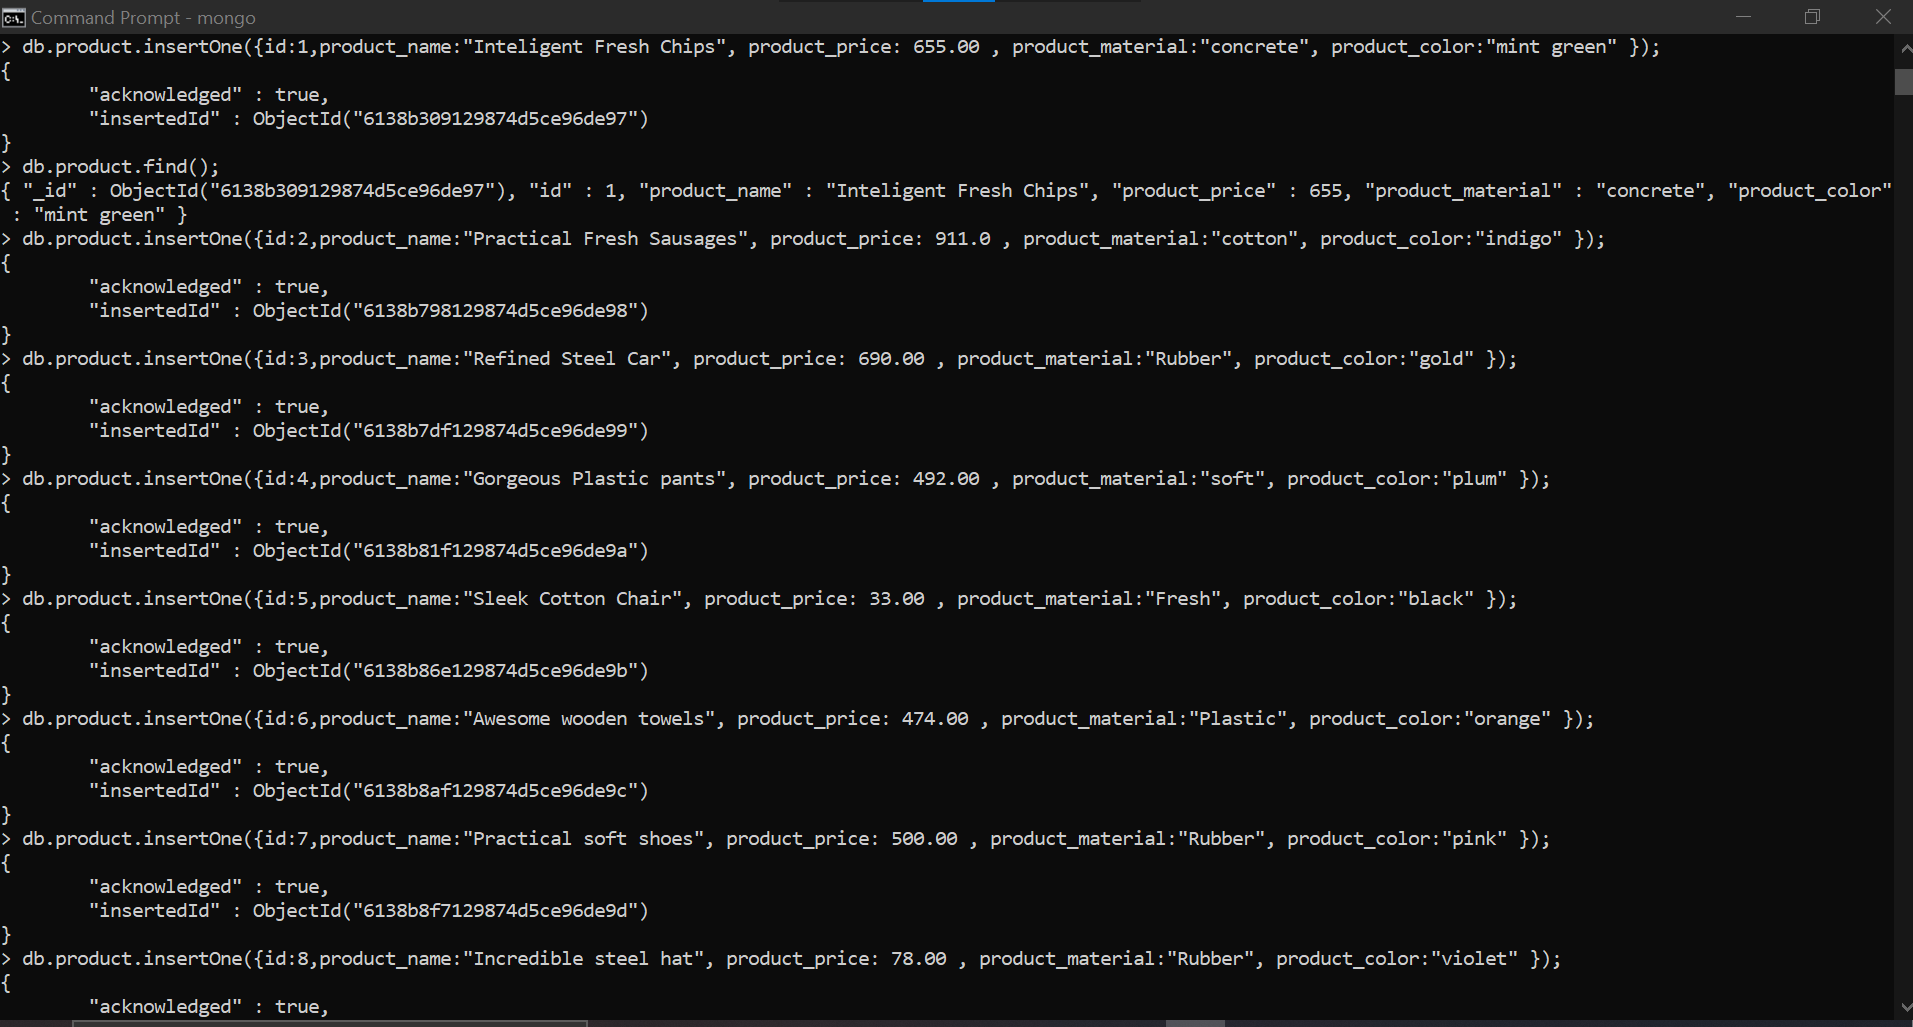 Command Prompt - mongo
> db.product.insertOne({id:1,product_name:"Inteligent Fresh Chips", product_price: 655.00 , product_material:"concrete", product_color:"mint green" });
{
        "acknowledged" : true,
        "insertedId" : ObjectId("6138b309129874d5ce96de97")
}
> db.product.find();
{ "_id" : ObjectId("6138b309129874d5ce96de97"), "id" : 1, "product_name" : "Inteligent Fresh Chips", "product_price" : 655, "product_material" : "concrete", "product_color"
 : "mint green" }
> db.product.insertOne({id:2,product_name:"Practical Fresh Sausages", product_price: 911.0 , product_material:"cotton", product_color:"indigo" });
{
        "acknowledged" : true,
        "insertedId" : ObjectId("6138b798129874d5ce96de98")
}
> db.product.insertOne({id:3,product_name:"Refined Steel Car", product_price: 690.00 , product_material:"Rubber", product_color:"gold" });
{
        "acknowledged" : true,
        "insertedId" : ObjectId("6138b7df129874d5ce96de99")
}
> db.product.insertOne({id:4,product_name:"Gorgeous Plastic pants", product_price: 492.00 , product_material:"soft", product_color:"plum" });
{
        "acknowledged" : true,
        "insertedId" : ObjectId("6138b81f129874d5ce96de9a")
}
> db.product.insertOne({id:5,product_name:"Sleek Cotton Chair", product_price: 33.00 , product_material:"Fresh", product_color:"black" });
{
        "acknowledged" : true,
        "insertedId" : ObjectId("6138b86e129874d5ce96de9b")
}
> db.product.insertOne({id:6,product_name:"Awesome wooden towels", product_price: 474.00 , product_material:"Plastic", product_color:"orange" });
{
        "acknowledged" : true,
        "insertedId" : ObjectId("6138b8af129874d5ce96de9c")
}
> db.product.insertOne({id:7,product_name:"Practical soft shoes", product_price: 500.00 , product_material:"Rubber", product_color:"pink" });
{
        "acknowledged" : true,
        "insertedId" : ObjectId("6138b8f7129874d5ce96de9d")
}
> db.product.insertOne({id:8,product_name:"Incredible steel hat", product_price: 78.00 , product_material:"Rubber", product_color:"violet" });
{
        "acknowledged" : true,